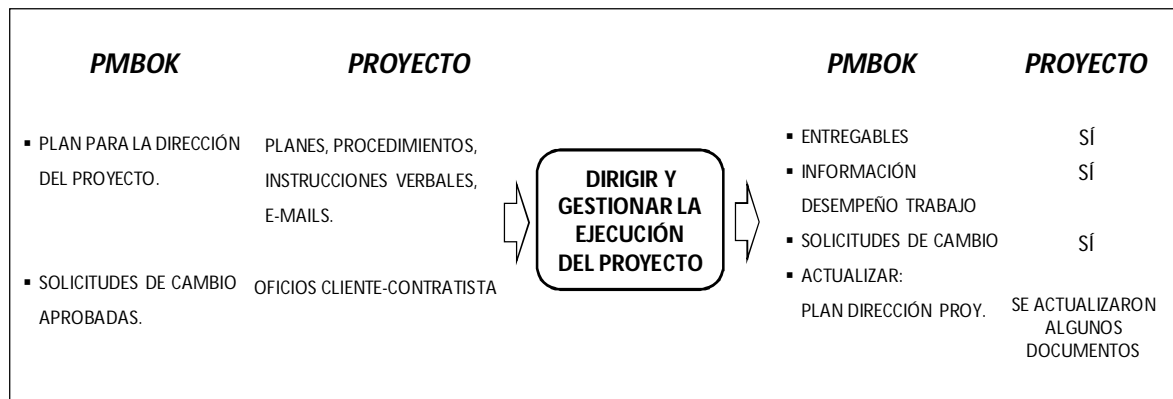 PMBOK
PROYECTO
▪ PLAN PARA LA DIRECCIÓN
DEL PROYECTO.
PLANES, PROCEDIMIENTOS,
INSTRUCCIONES VERBALES,
E-MAILS.
▪ SOLICITUDES DE CAMBIO
APROBADAS.
OFICIOS CLIENTE-CONTRATISTA
DIRIGIR Y
GESTIONAR LA
EJECUCIÓN
DEL PROYECTO
PMBOK
PROYECTO
▪ ENTREGABLES
SÍ
▪ INFORMACIÓN
DESEMPEÑO TRABAJO
SÍ
▪ SOLICITUDES DE CAMBIO
SÍ
▪ ACTUALIZAR:
PLAN DIRECCIÓN PROY.
SE ACTUALIZARON
ALGUNOS
DOCUMENTOS